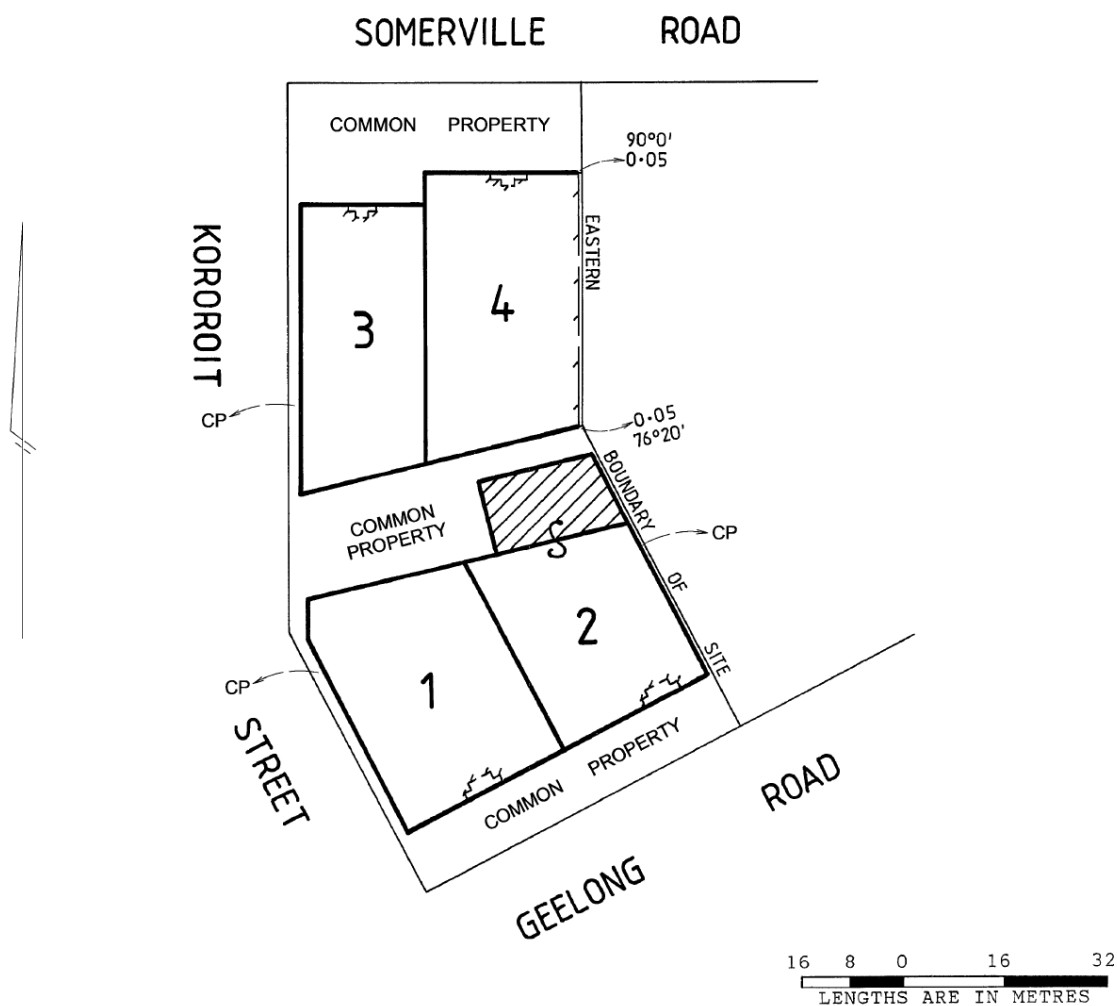 SOMERVILLE ROAD
COMMON PROPERTY
90°0'
0·05
EASTERN
KOROROIT
3
4
CP
0·05
76°20'
BOUNDARY
COMMON
PROPERTY
S
CP
OF
2
SITE
CP
1
STREET
COMMON PROPERTY
ROAD
GEELONG
16 8 0 16 32
LENGTHS ARE IN METRES